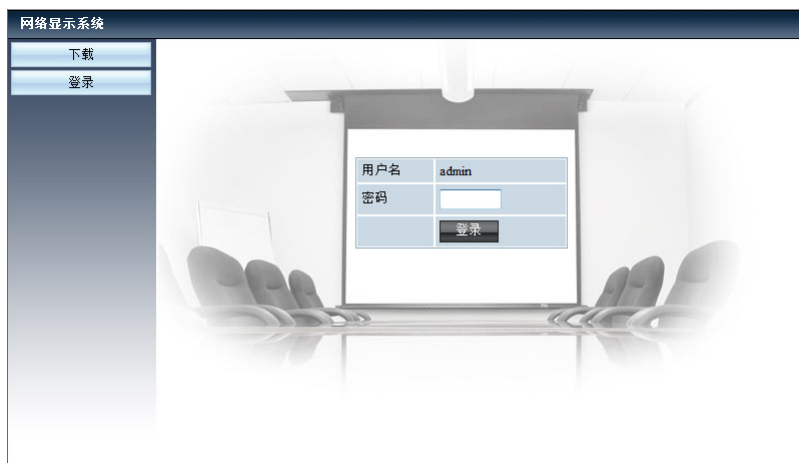 网络显示系统
下载
登录
用户名 admin
密码
登录